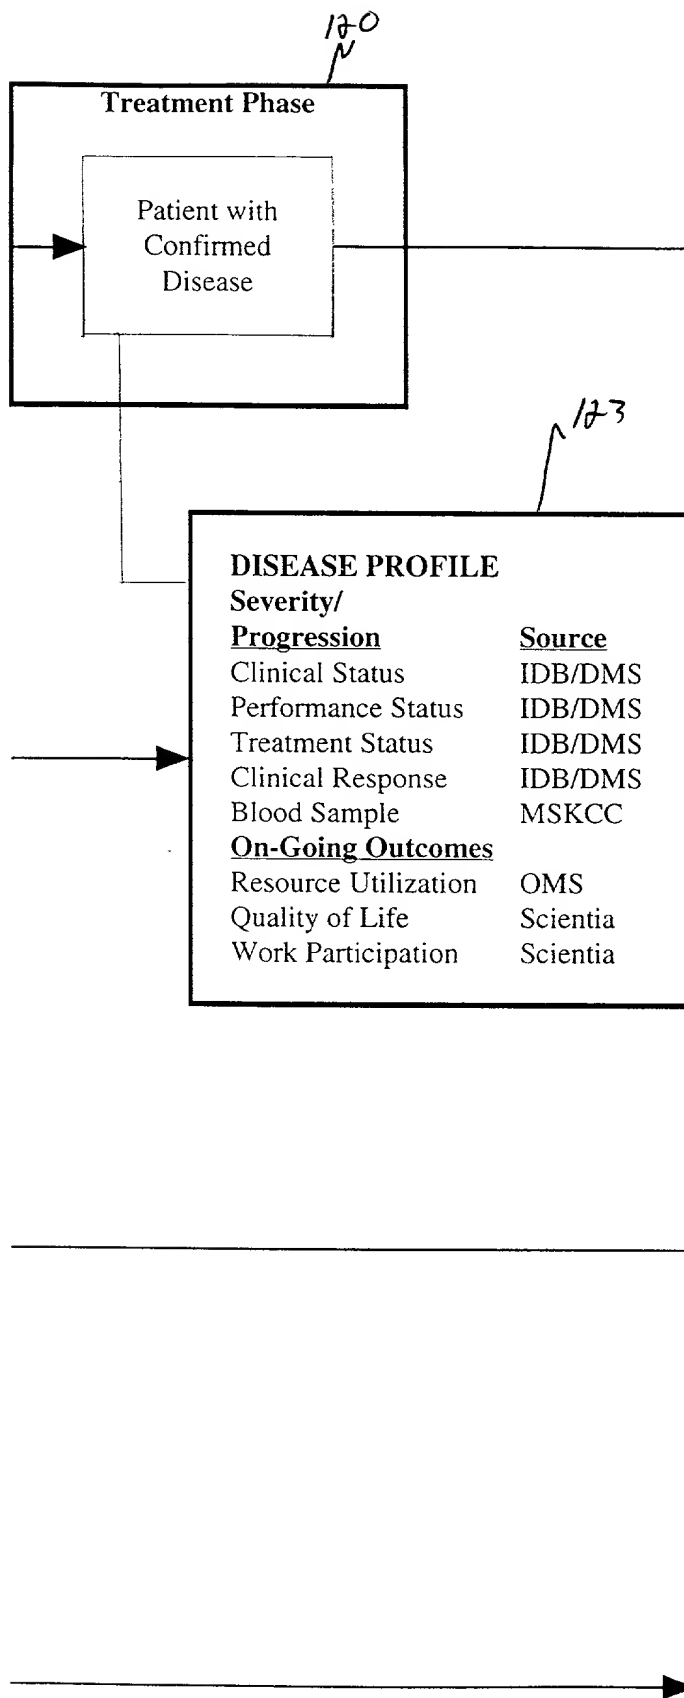 120
Treatment Phase
Patient with
Confirmed
Disease
123
DISEASE PROFILE
Severity/
Progression Source
Clinical Status IDB/DMS
Performance Status IDB/DMS
Treatment Status IDB/DMS
Clinical Response IDB/DMS
Blood Sample MSKCC
On-Going Outcomes
Resource Utilization OMS
Quality of Life Scientia
Work Participation Scientia